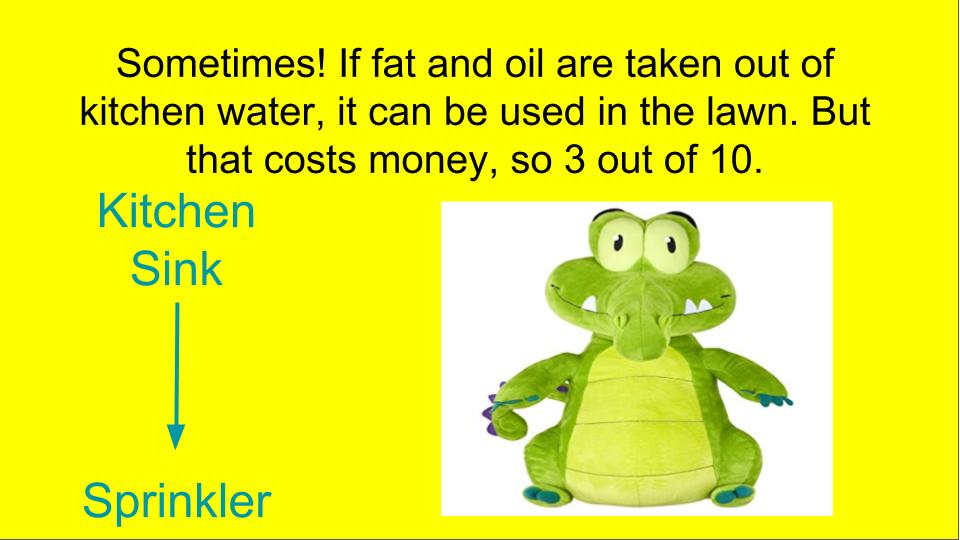 Sometimes! If fat and oil are taken out of
kitchen water, it can be used in the lawn. But
that costs money, so 3 out of 10.
Kitchen
Sink
Sprinkler